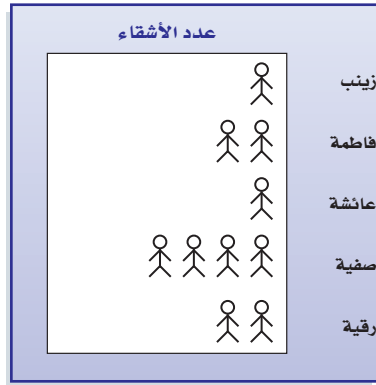 عدد الأشقاء
زينب
فاطمة
عائشة
صفية
رقية